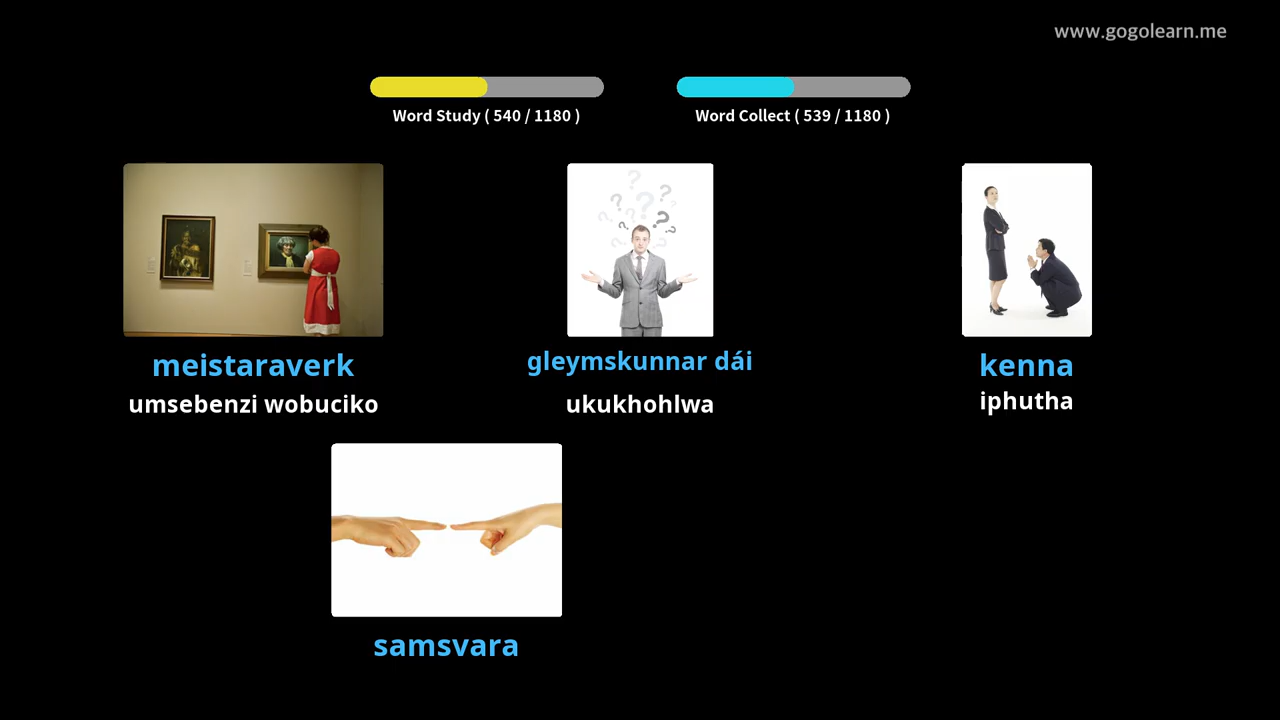 www.gogolearn.me
Word Study ( 540 / 1180 )
Word Collect ( 539 / 1180 )
meistaraverk
gleymskunnar dái
kenna
umsebenzi wobuciko
ukukhohlwa
iphutha
samsvara